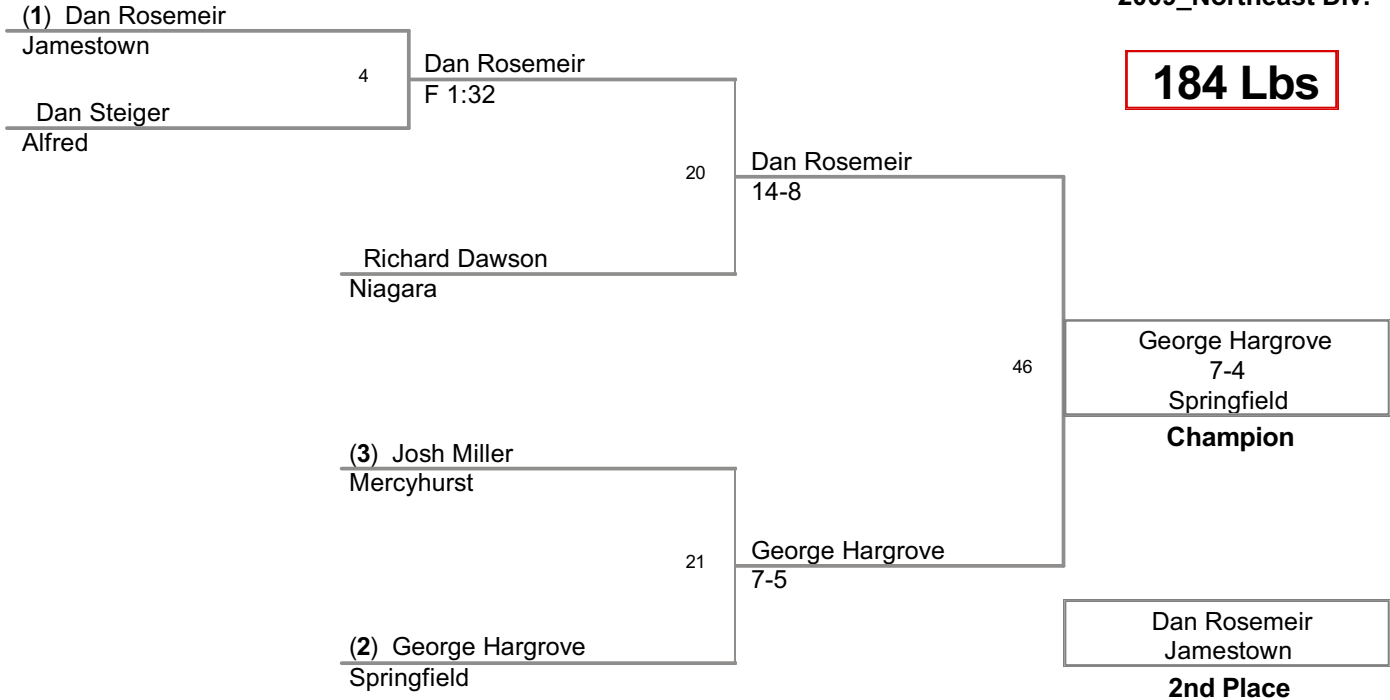 2009_Northeast Div.
184 Lbs
(1) Dan Rosemeir
Jamestown
4
Dan Steiger
Alfred
Dan Rosemeir
F 1:32
20
Richard Dawson
Niagara
Dan Rosemeir
14-8
46
(3) Josh Miller
Mercyhurst
21
(2) George Hargrove
Springfield
George Hargrove
7-5
George Hargrove
7-4
Springfield
Champion
Dan Rosemeir
Jamestown
2nd Place